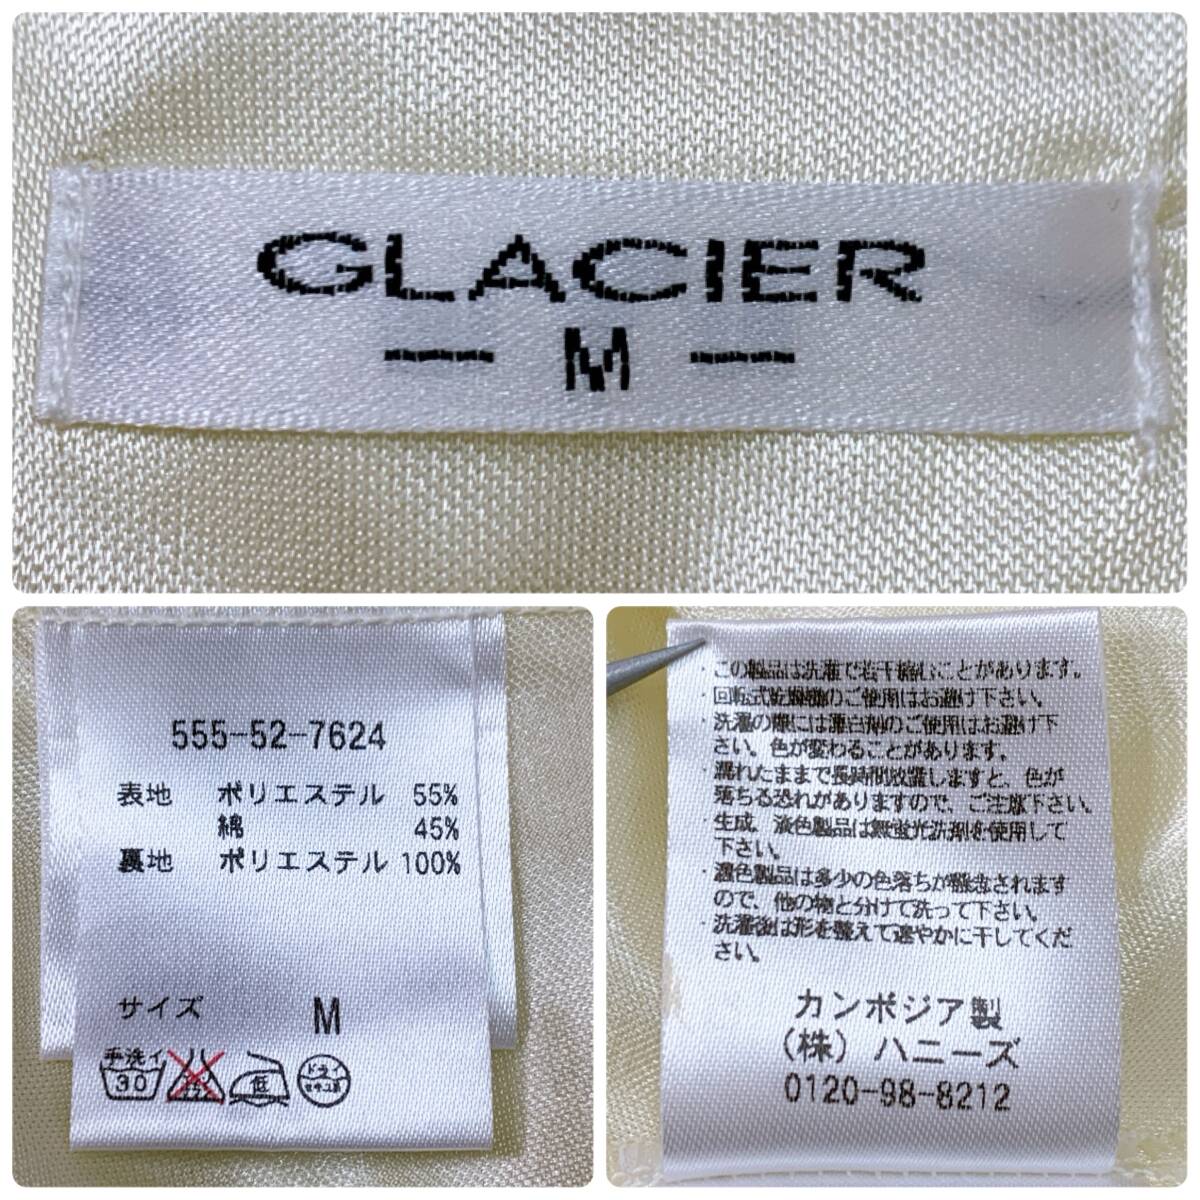 GLACIER
— M —
555-52-7624
表地 ポリエステル 55%
綿 45%
裏地 ポリエステル 100%
サイズ M
手洗イ 30 低 ドライ セキユ系
・この製品は洗濯で若干縮むことがあります。
・回転式乾燥機のご使用はお避け下さい。
・洗濯の際には漂白剤のご使用はお避け下
さい。色が変わることがあります。
・濡れたままで長時間放置しますと、色が
落ちる恐れがありますので、ご注意下さい。
・生成、淡色製品は無蛍光洗剤を使用して
下さい。
・濃色製品は多少の色落ちが懸念されます
ので、他の物と分けて洗って下さい。
・洗濯後は形を整えて速やかに干してくだ
さい。
カンボジア製
(株) ハニーズ
0120-98-8212